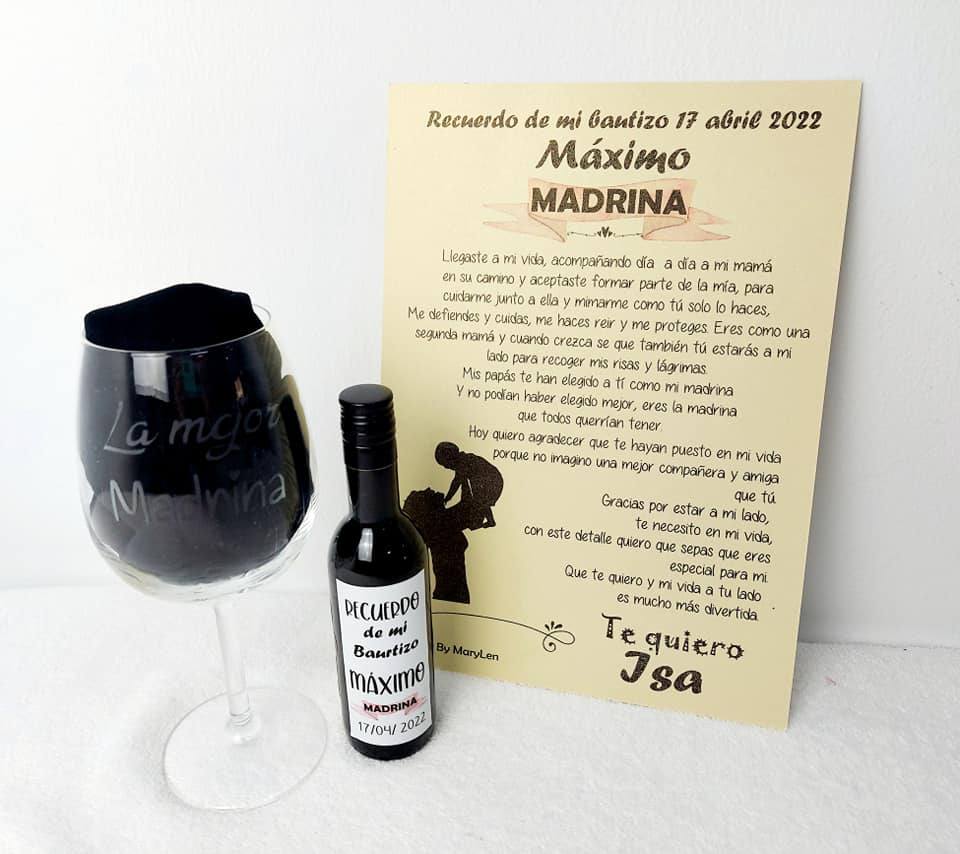 Recuerdo de mi bautizo 17 abril 2022
Máximo
MADRINA
Llegaste a mi vida, acompañando día a día a mi mamá
en su camino y aceptaste formar parte de la mía, para
cuidarme junto a ella y mimarme como tú solo lo haces,
Me defiendes y cuidas, me haces reir y me proteges. Eres como una
segunda mamá y cuando crezca se que también tú estarás a mi
lado para recoger mis risas y lágrimas.
Mis papás te han elegido a tí como mi madrina
Y no podían haber elegido mejor, eres la madrina
que todos querrían tener.
Hoy quiero agradecer que te hayan puesto en mi vida
porque no imagino una mejor compañera y amiga
que tú.
Gracias por estar a mi lado,
te necesito en mi vida,
con este detalle quiero que sepas que eres
especial para mi.
Que te quiero y mi vida a tu lado
es mucho más divertida.
Te quiero
Isa
By MaryLen
La mejor
Madrina
RECUERDO
de mi
Baurtizo
MÁXIMO
MADRINA
17/04/2022